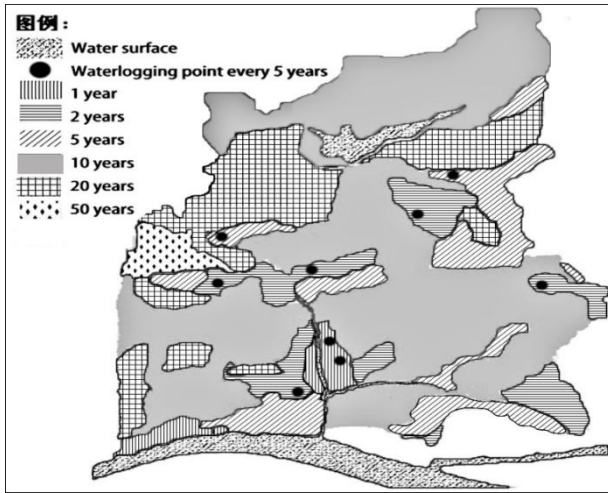 图例：
Water surface
Waterlogging point every 5 years
1 year
2 years
5 years
10 years
20 years
50 years